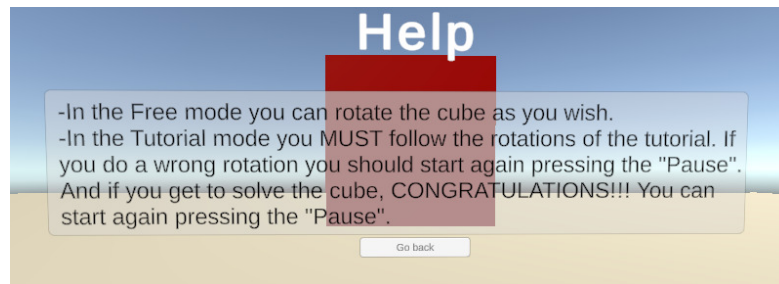 Help
-In the Free mode you can rotate the cube as you wish.
-In the Tutorial mode you MUST follow the rotations of the tutorial. If
you do a wrong rotation you should start again pressing the "Pause".
And if you get to solve the cube, CONGRATULATIONS!!! You can
start again pressing the "Pause".
Go back